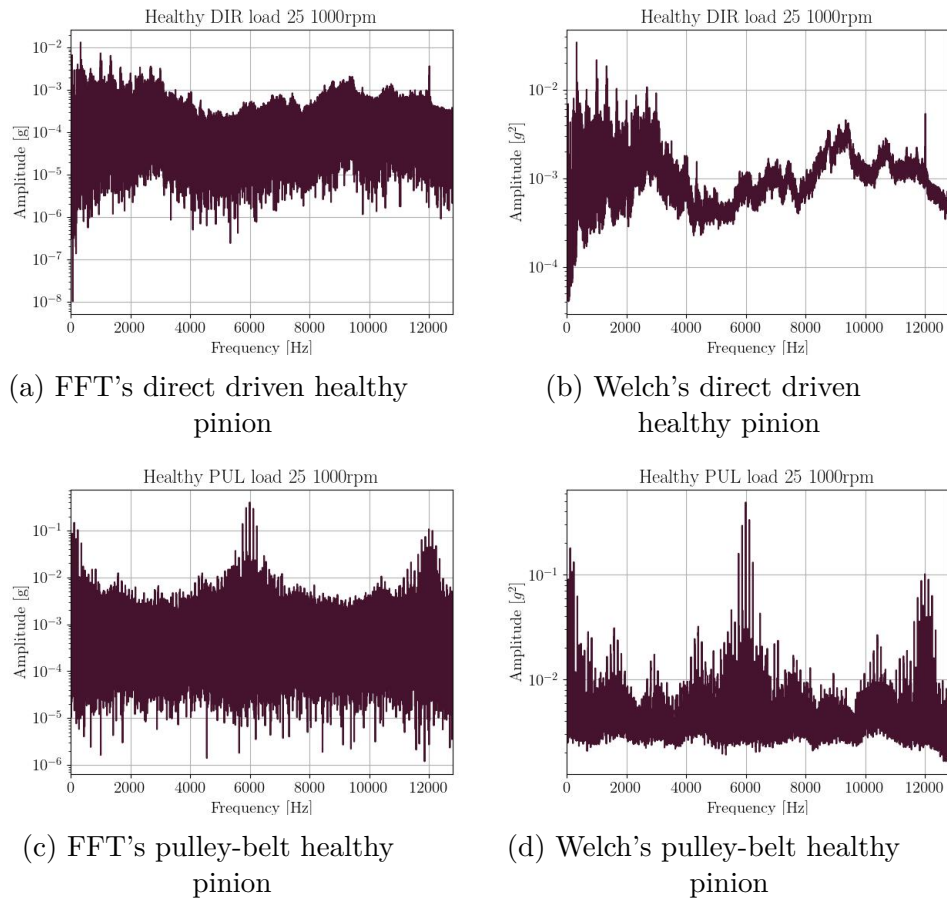 Healthy DIR load 25 1000rpm
Amplitude [g]
10⁻²
10⁻³
10⁻⁴
10⁻⁵
10⁻⁶
10⁻⁷
10⁻⁸
0 2000 4000 6000 8000 10000 12000
Frequency [Hz]
(a) FFT's direct driven healthy
pinion
Healthy DIR load 25 1000rpm
Amplitude [g²]
10⁻²
10⁻³
10⁻⁴
0 2000 4000 6000 8000 10000 12000
Frequency [Hz]
(b) Welch's direct driven
healthy pinion
Healthy PUL load 25 1000rpm
Amplitude [g]
10⁻¹
10⁻²
10⁻³
10⁻⁴
10⁻⁵
10⁻⁶
0 2000 4000 6000 8000 10000 12000
Frequency [Hz]
(c) FFT's pulley-belt healthy
pinion
Healthy PUL load 25 1000rpm
Amplitude [g²]
10⁻¹
10⁻²
0 2000 4000 6000 8000 10000 12000
Frequency [Hz]
(d) Welch's pulley-belt healthy
pinion